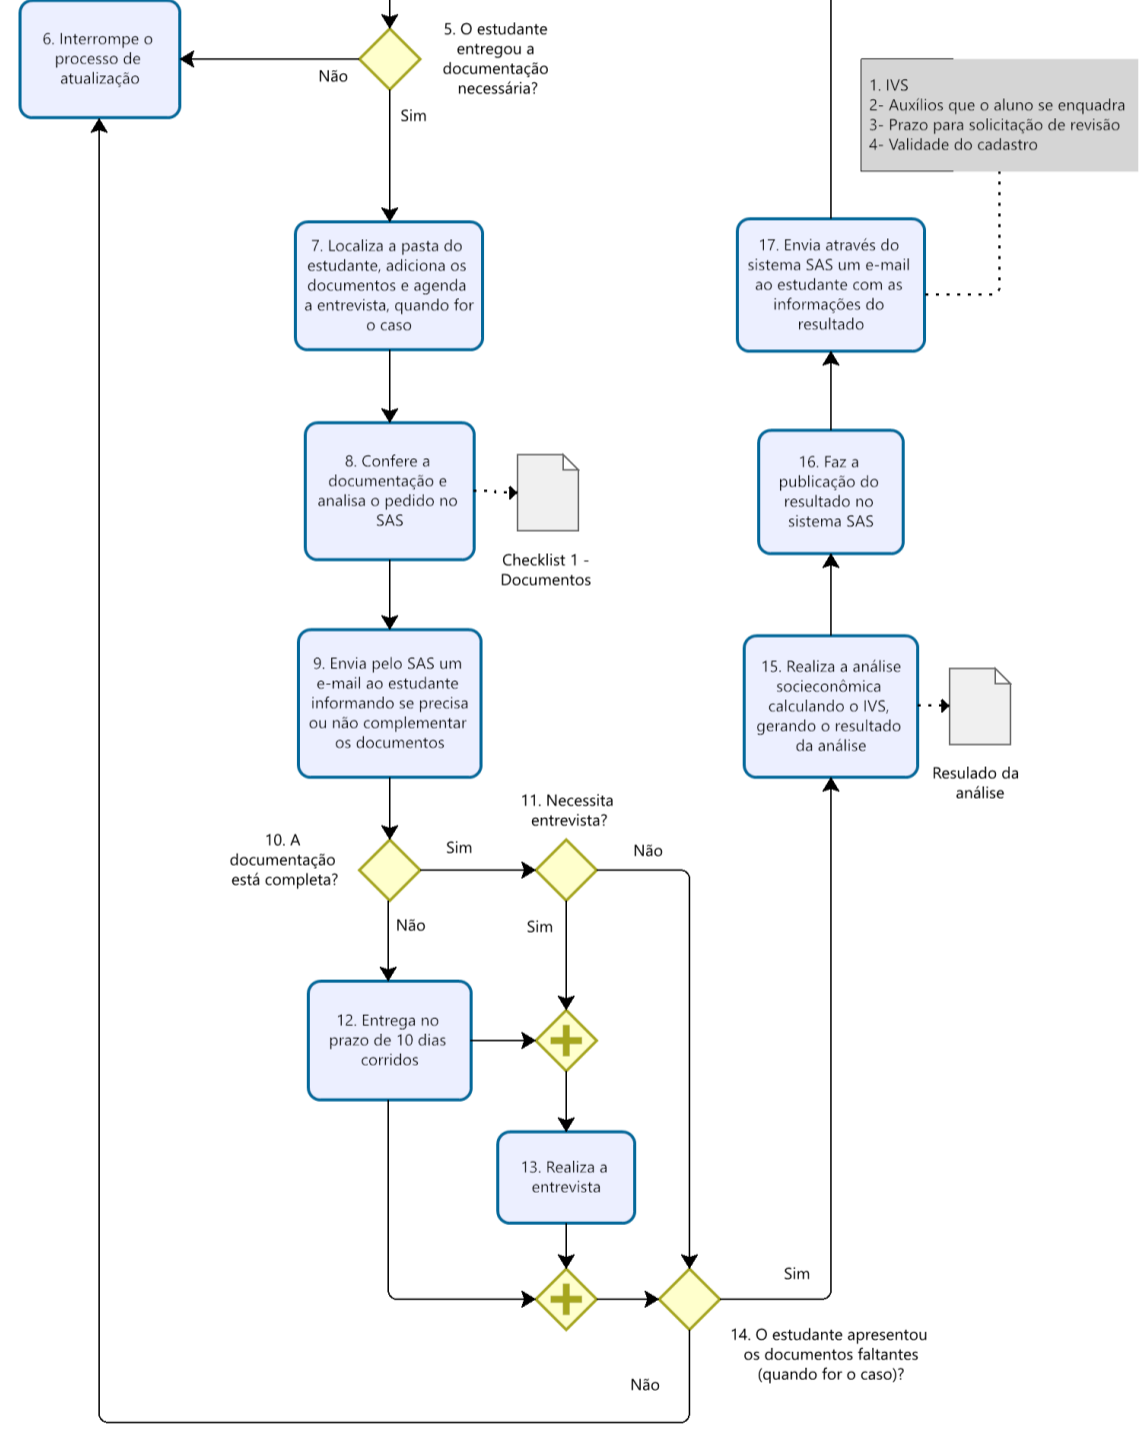 6. Interrompe o
processo de
atualização
Não
5. O estudante
entregou a
documentação
necessária?
Sim
7. Localiza a pasta do
estudante, adiciona os
documentos e agenda
a entrevista, quando for
o caso
8. Confere a
documentação e
analisa o pedido no
SAS
Checklist 1 -
Documentos
9. Envia pelo SAS um
e-mail ao estudante
informando se precisa
ou não complementar
os documentos
10. A
documentação
está completa?
Sim
Não
11. Necessita
entrevista?
Não
Sim
12. Entrega no
prazo de 10 dias
corridos
13. Realiza a
entrevista
14. O estudante apresentou
os documentos faltantes
(quando for o caso)?
Sim
Não
15. Realiza a análise
socieconômica
calculando o IVS,
gerando o resultado
da análise
Resulado da
análise
16. Faz a
publicação do
resultado no
sistema SAS
17. Envia através do
sistema SAS um e-mail
ao estudante com as
informações do
resultado
1. IVS
2- Auxílios que o aluno se enquadra
3- Prazo para solicitação de revisão
4- Validade do cadastro